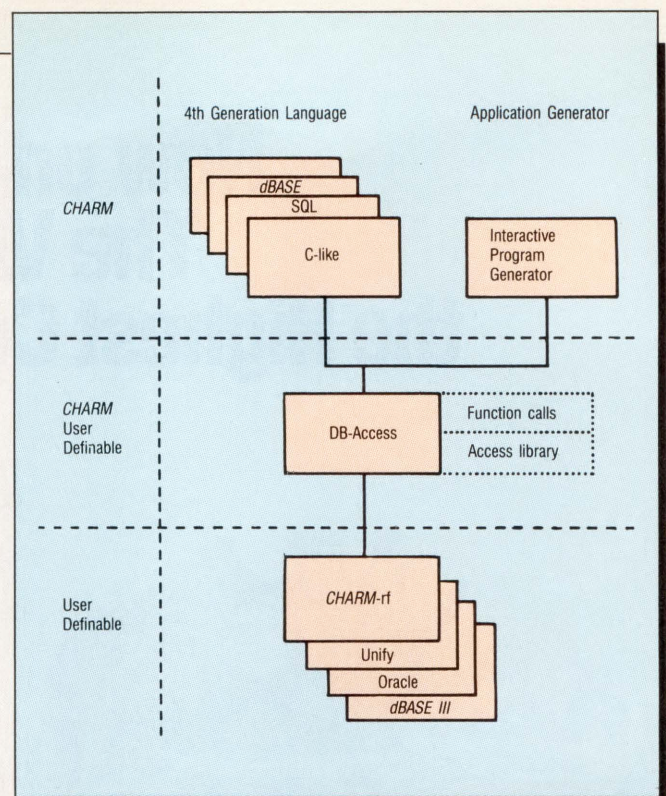 4th Generation Language
Application Generator
CHARM
dBASE
SQL
C-like
Interactive
Program
Generator
CHARM
User
Definable
DB-Access
Function calls
Access library
User
Definable
CHARM-rf
Unify
Oracle
dBASE III